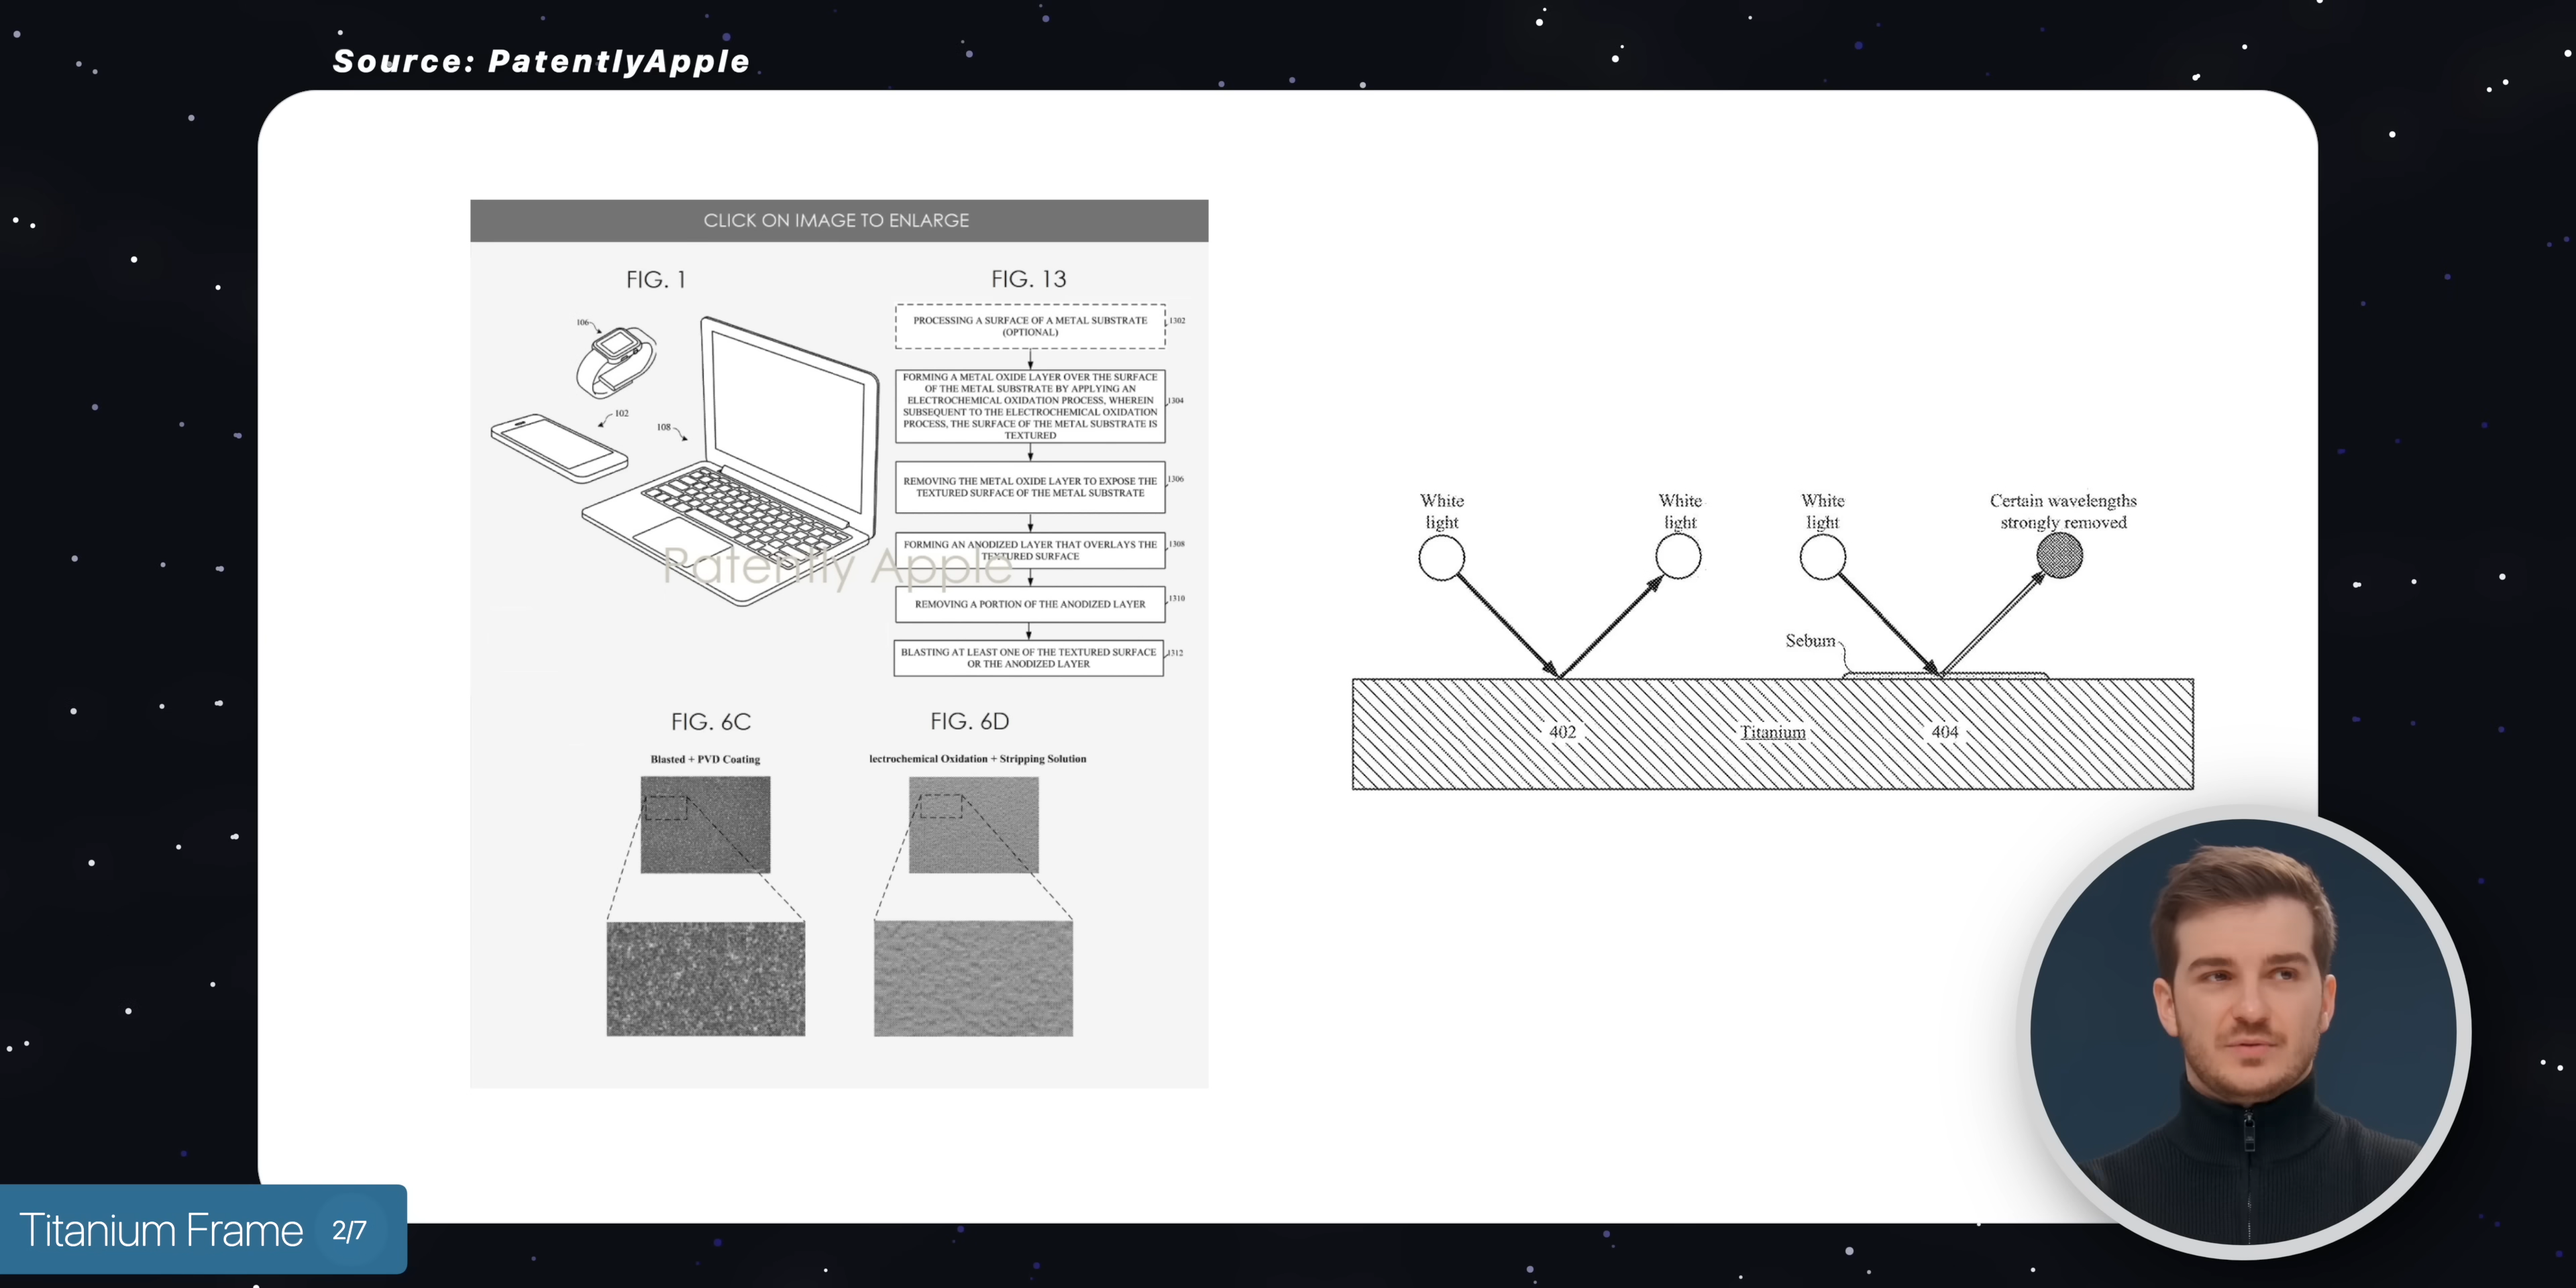 Source: PatentlyApple
CLICK ON IMAGE TO ENLARGE
FIG. 1
106
102
108
FIG. 13
PROCESSING A SURFACE OF A METAL SUBSTRATE
(OPTIONAL)
1302
FORMING A METAL OXIDE LAYER OVER THE SURFACE
OF THE METAL SUBSTRATE BY APPLYING AN
ELECTROCHEMICAL OXIDATION PROCESS, WHEREIN
SUBSEQUENT TO THE ELECTROCHEMICAL OXIDATION
PROCESS, THE SURFACE OF THE METAL SUBSTRATE IS
TEXTURED
1304
REMOVING THE METAL OXIDE LAYER TO EXPOSE THE
TEXTURED SURFACE OF THE METAL SUBSTRATE
1306
FORMING AN ANODIZED LAYER THAT OVERLAYS THE
TEXTURED SURFACE
1308
REMOVING A PORTION OF THE ANODIZED LAYER
1310
BLASTING AT LEAST ONE OF THE TEXTURED SURFACE
OR THE ANODIZED LAYER
1312
Patently Apple
FIG. 6C
Blasted + PVD Coating
FIG. 6D
lectrochemical Oxidation + Stripping Solution
White
light
White
light
White
light
Certain wavelengths
strongly removed
Sebum
402
Titanium
404
Titanium Frame 2/7